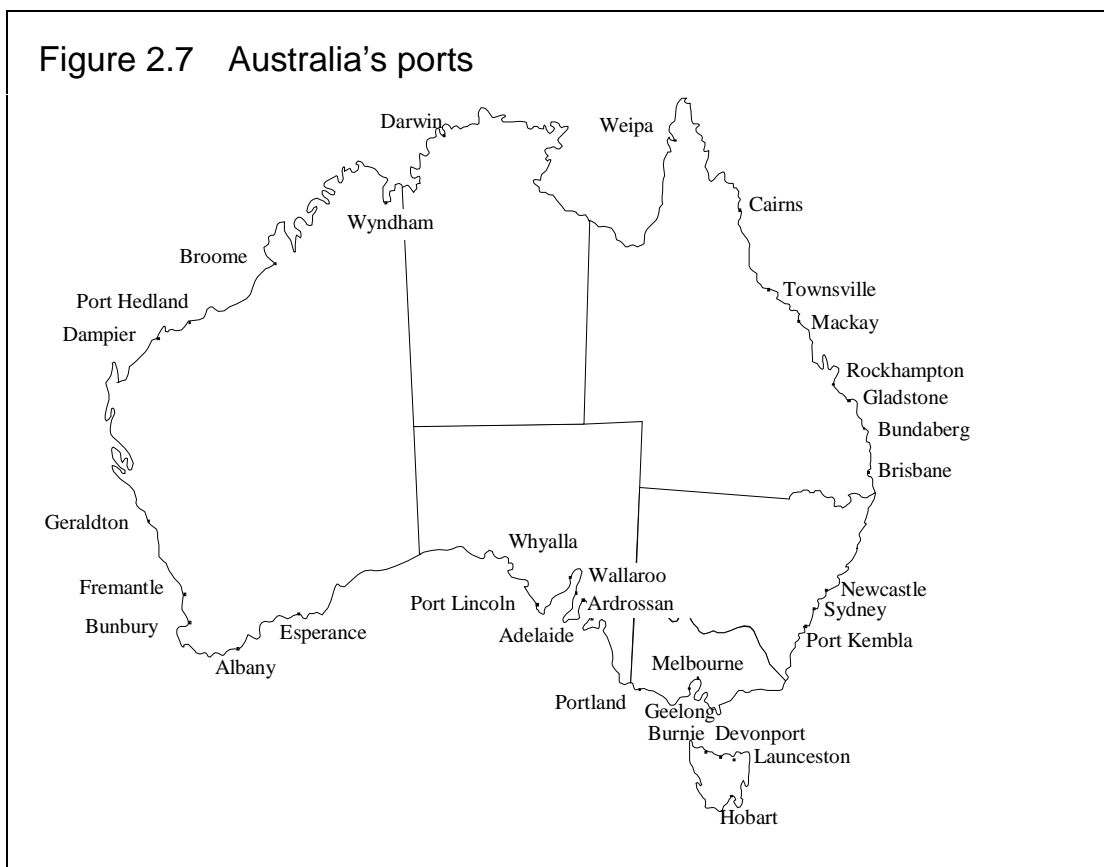 Figure 2.7 Australia's ports
Darwin
Weipa
Cairns
Wyndham
Broome
Townsville
Port Hedland
Mackay
Dampier
Rockhampton
Gladstone
Bundaberg
Brisbane
Geraldton
Whyalla
Wallaroo
Fremantle
Newcastle
Port Lincoln
Ardrossan
Sydney
Bunbury
Esperance
Adelaide
Port Kembla
Albany
Melbourne
Portland
Geelong
Burnie
Devonport
Launceston
Hobart